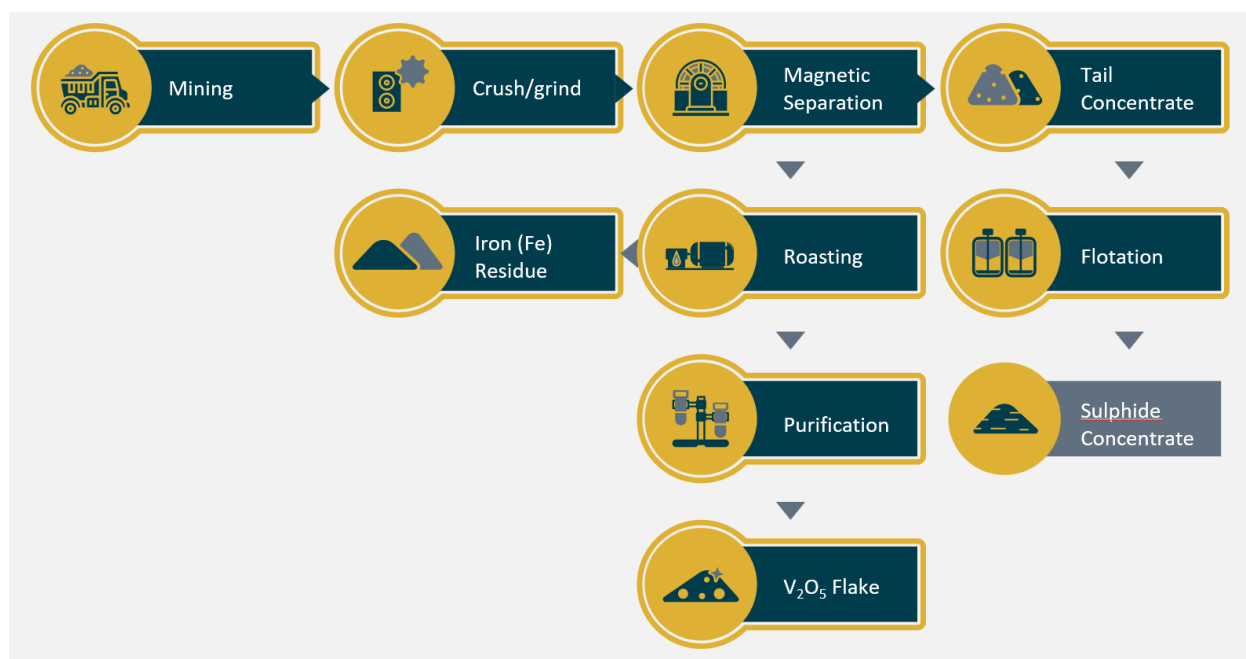 Mining
Crush/grind
Magnetic
Separation
Tail
Concentrate
Iron (Fe)
Residue
Roasting
Flotation
Purification
Sulphide
Concentrate
V₂O₅ Flake